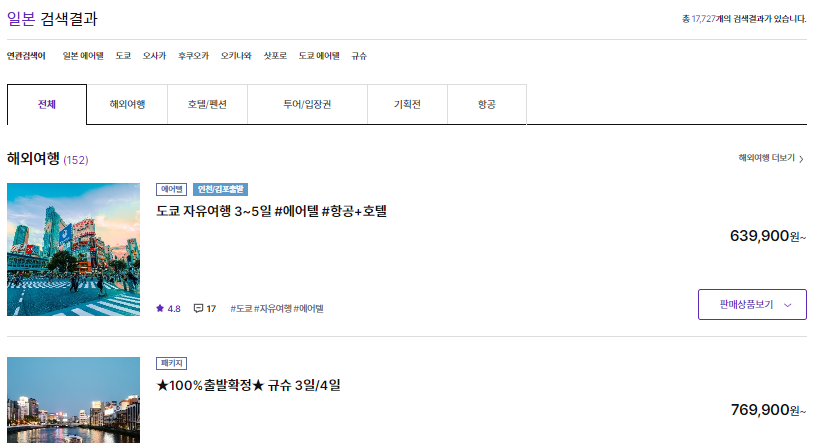 일본 검색결과
총 17,727개의 검색결과가 있습니다.
연관검색어 일본 에어텔 도쿄 오사카 후쿠오카 오키나와 삿포로 도쿄 에어텔 규슈
전체 해외여행 호텔/펜션 투어/입장권 기획전 항공
해외여행 (152)
해외여행 더보기
에어텔 인천/김포출발
도쿄 자유여행 3~5일 #에어텔 #항공+호텔
639,900원~
4.8 17 #도쿄 #자유여행 #에어텔
판매상품보기
패키지
★100%출발확정★ 규슈 3일/4일
769,900원~